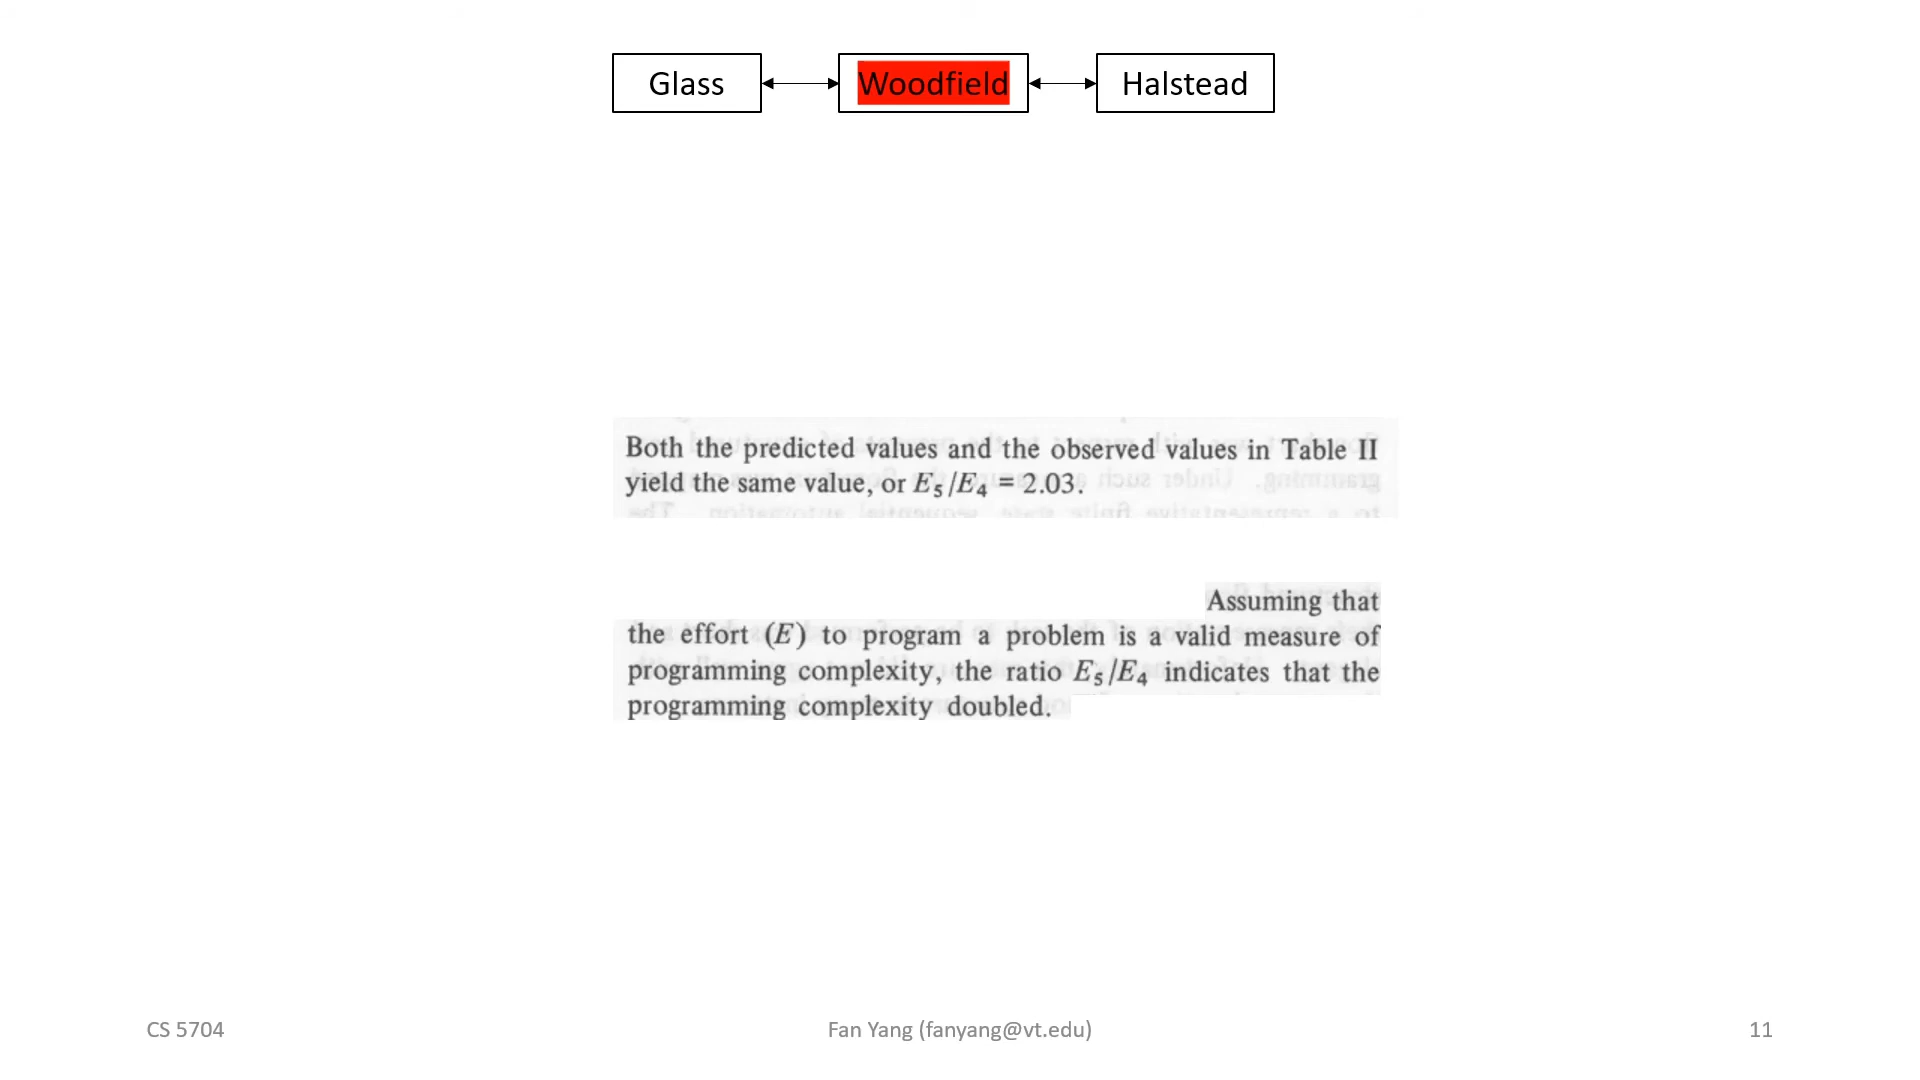 Glass
Woodfield
Halstead
Both the predicted values and the observed values in Table II
yield the same value, or E₅/E₄ = 2.03.
Assuming that
the effort (E) to program a problem is a valid measure of
programming complexity, the ratio E₅/E₄ indicates that the
programming complexity doubled.
CS 5704
Fan Yang (fanyang@vt.edu)
11